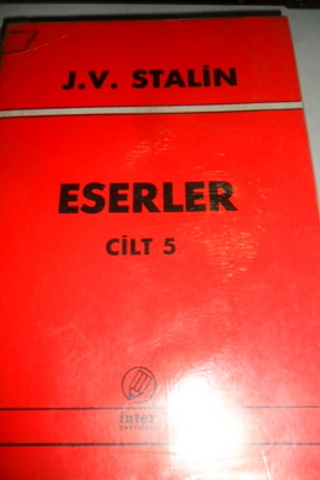 J.V. STALİN
ESERLER
CİLT 5
inter